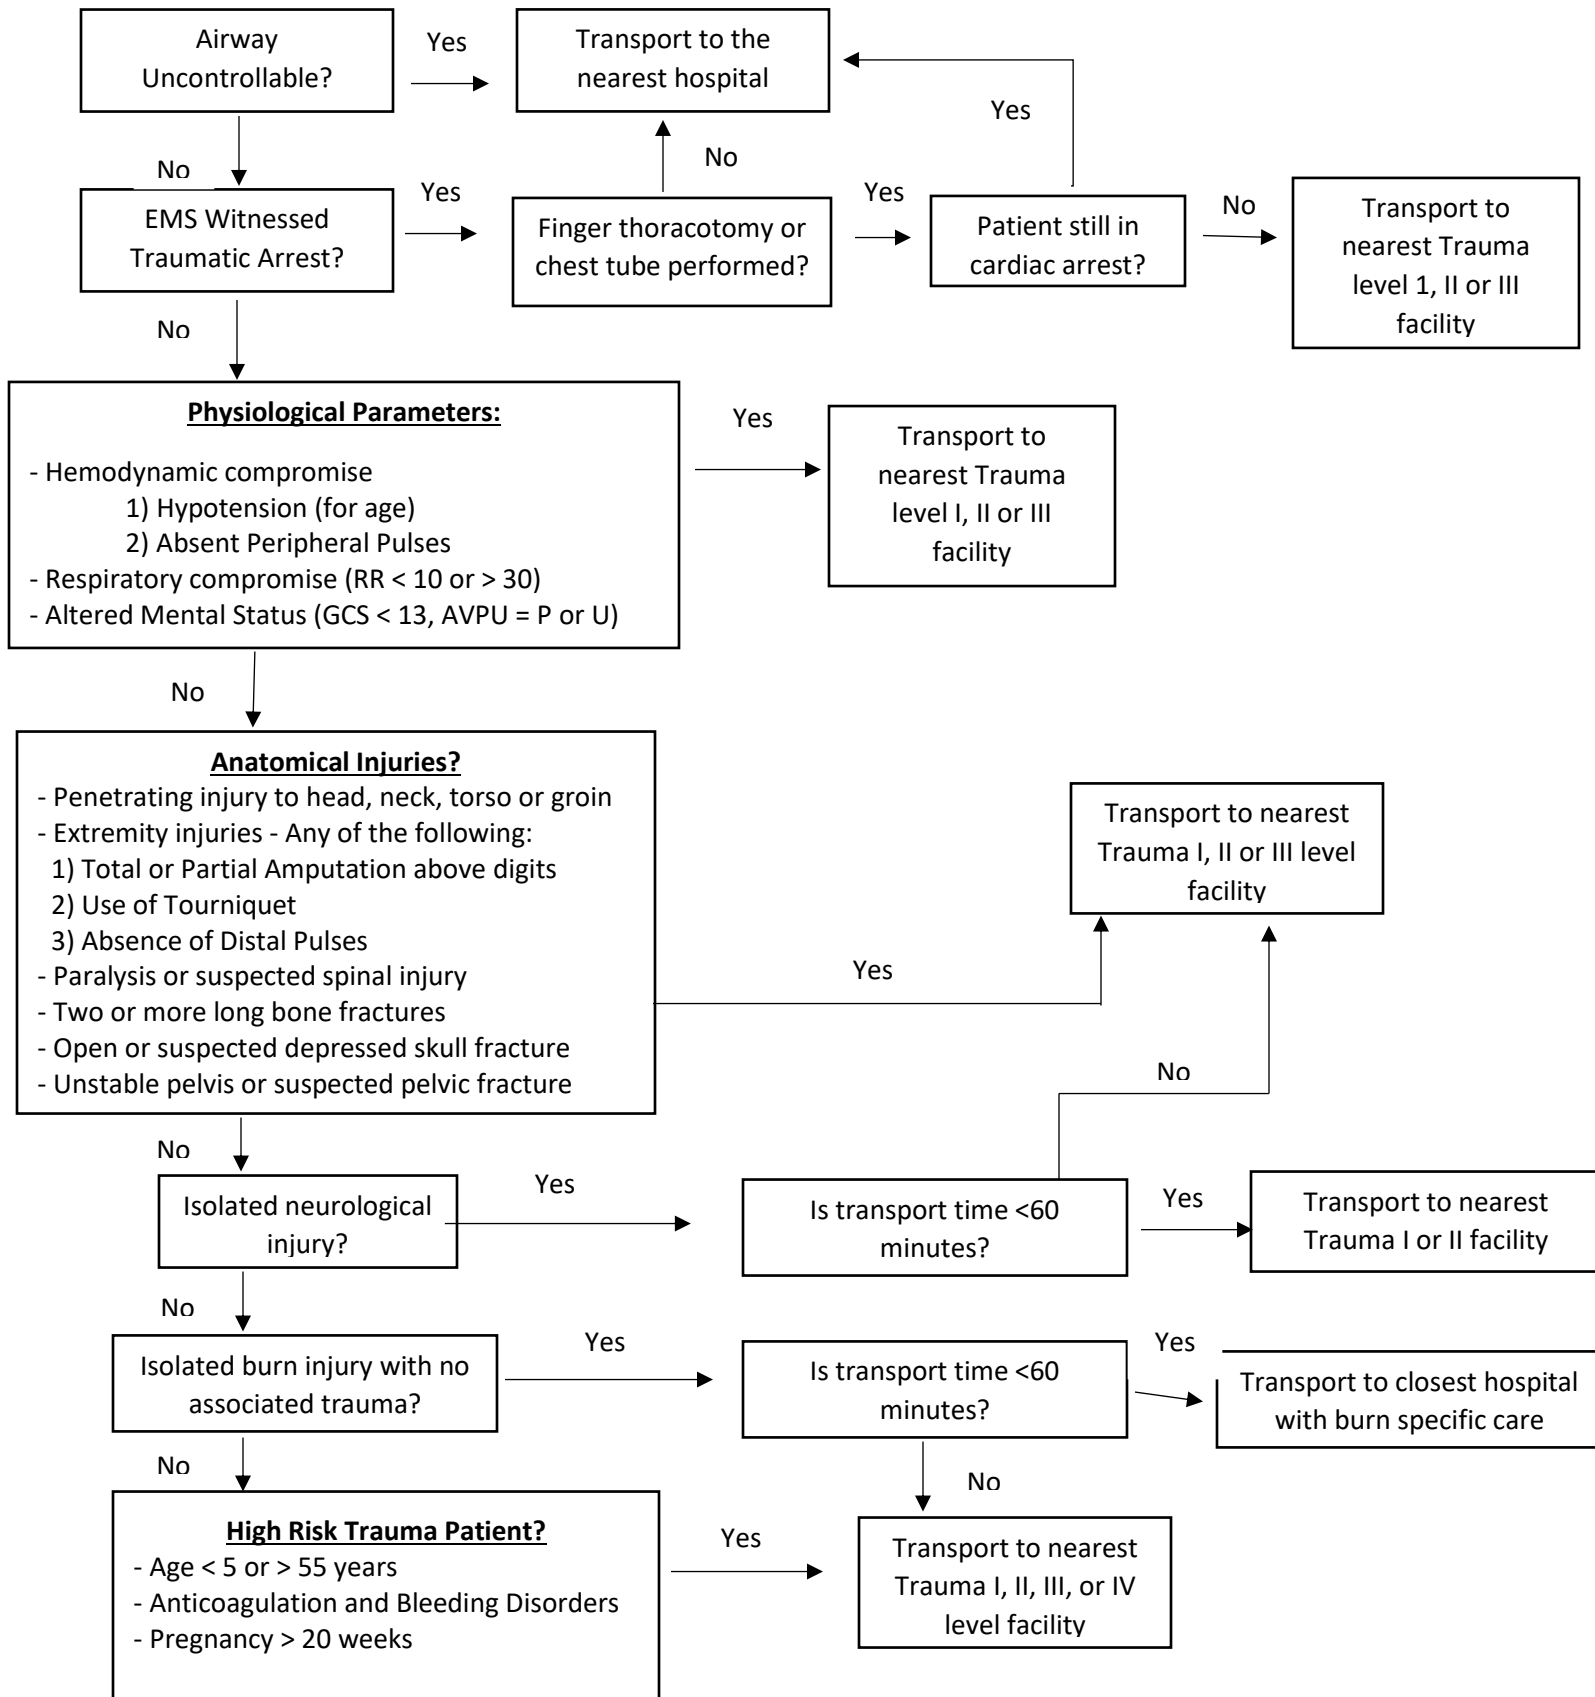 Airway
Uncontrollable?
Yes
Transport to the
nearest hospital
Yes
No
No
EMS Witnessed
Traumatic Arrest?
Yes
Finger thoracotomy or
chest tube performed?
Yes
Patient still in
cardiac arrest?
No
Transport to
nearest Trauma
level 1, II or III
facility
No
Physiological Parameters:
- Hemodynamic compromise
1) Hypotension (for age)
2) Absent Peripheral Pulses
- Respiratory compromise (RR < 10 or > 30)
- Altered Mental Status (GCS < 13, AVPU = P or U)
Yes
Transport to
nearest Trauma
level I, II or III
facility
No
Anatomical Injuries?
- Penetrating injury to head, neck, torso or groin
- Extremity injuries - Any of the following:
1) Total or Partial Amputation above digits
2) Use of Tourniquet
3) Absence of Distal Pulses
- Paralysis or suspected spinal injury
- Two or more long bone fractures
- Open or suspected depressed skull fracture
- Unstable pelvis or suspected pelvic fracture
Yes
Transport to nearest
Trauma I, II or III level
facility
No
No
Isolated neurological
injury?
Yes
Is transport time <60
minutes?
Yes
Transport to nearest
Trauma I or II facility
No
Isolated burn injury with no
associated trauma?
Yes
Is transport time <60
minutes?
Yes
Transport to closest hospital
with burn specific care
No
No
High Risk Trauma Patient?
- Age < 5 or > 55 years
- Anticoagulation and Bleeding Disorders
- Pregnancy > 20 weeks
Yes
Transport to nearest
Trauma I, II, III, or IV
level facility